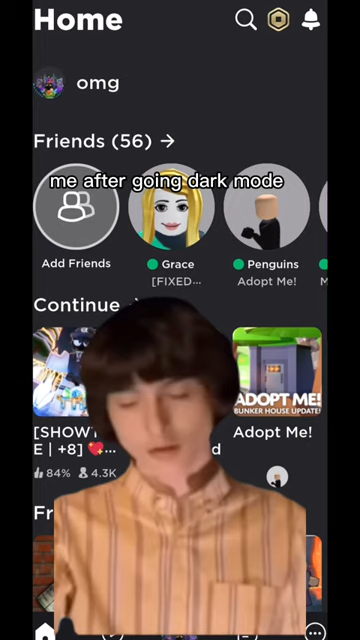 Home
omg
Friends (56) →
me after going dark mode
Add Friends
Grace
Penguins
[FIXED...
Adopt Me!
Continue
ADOPT ME!
BUNKER HOUSE UPDATE!
[SHOW
E | +8] 💖...
d
Adopt Me!
84% 4.3K
Fr